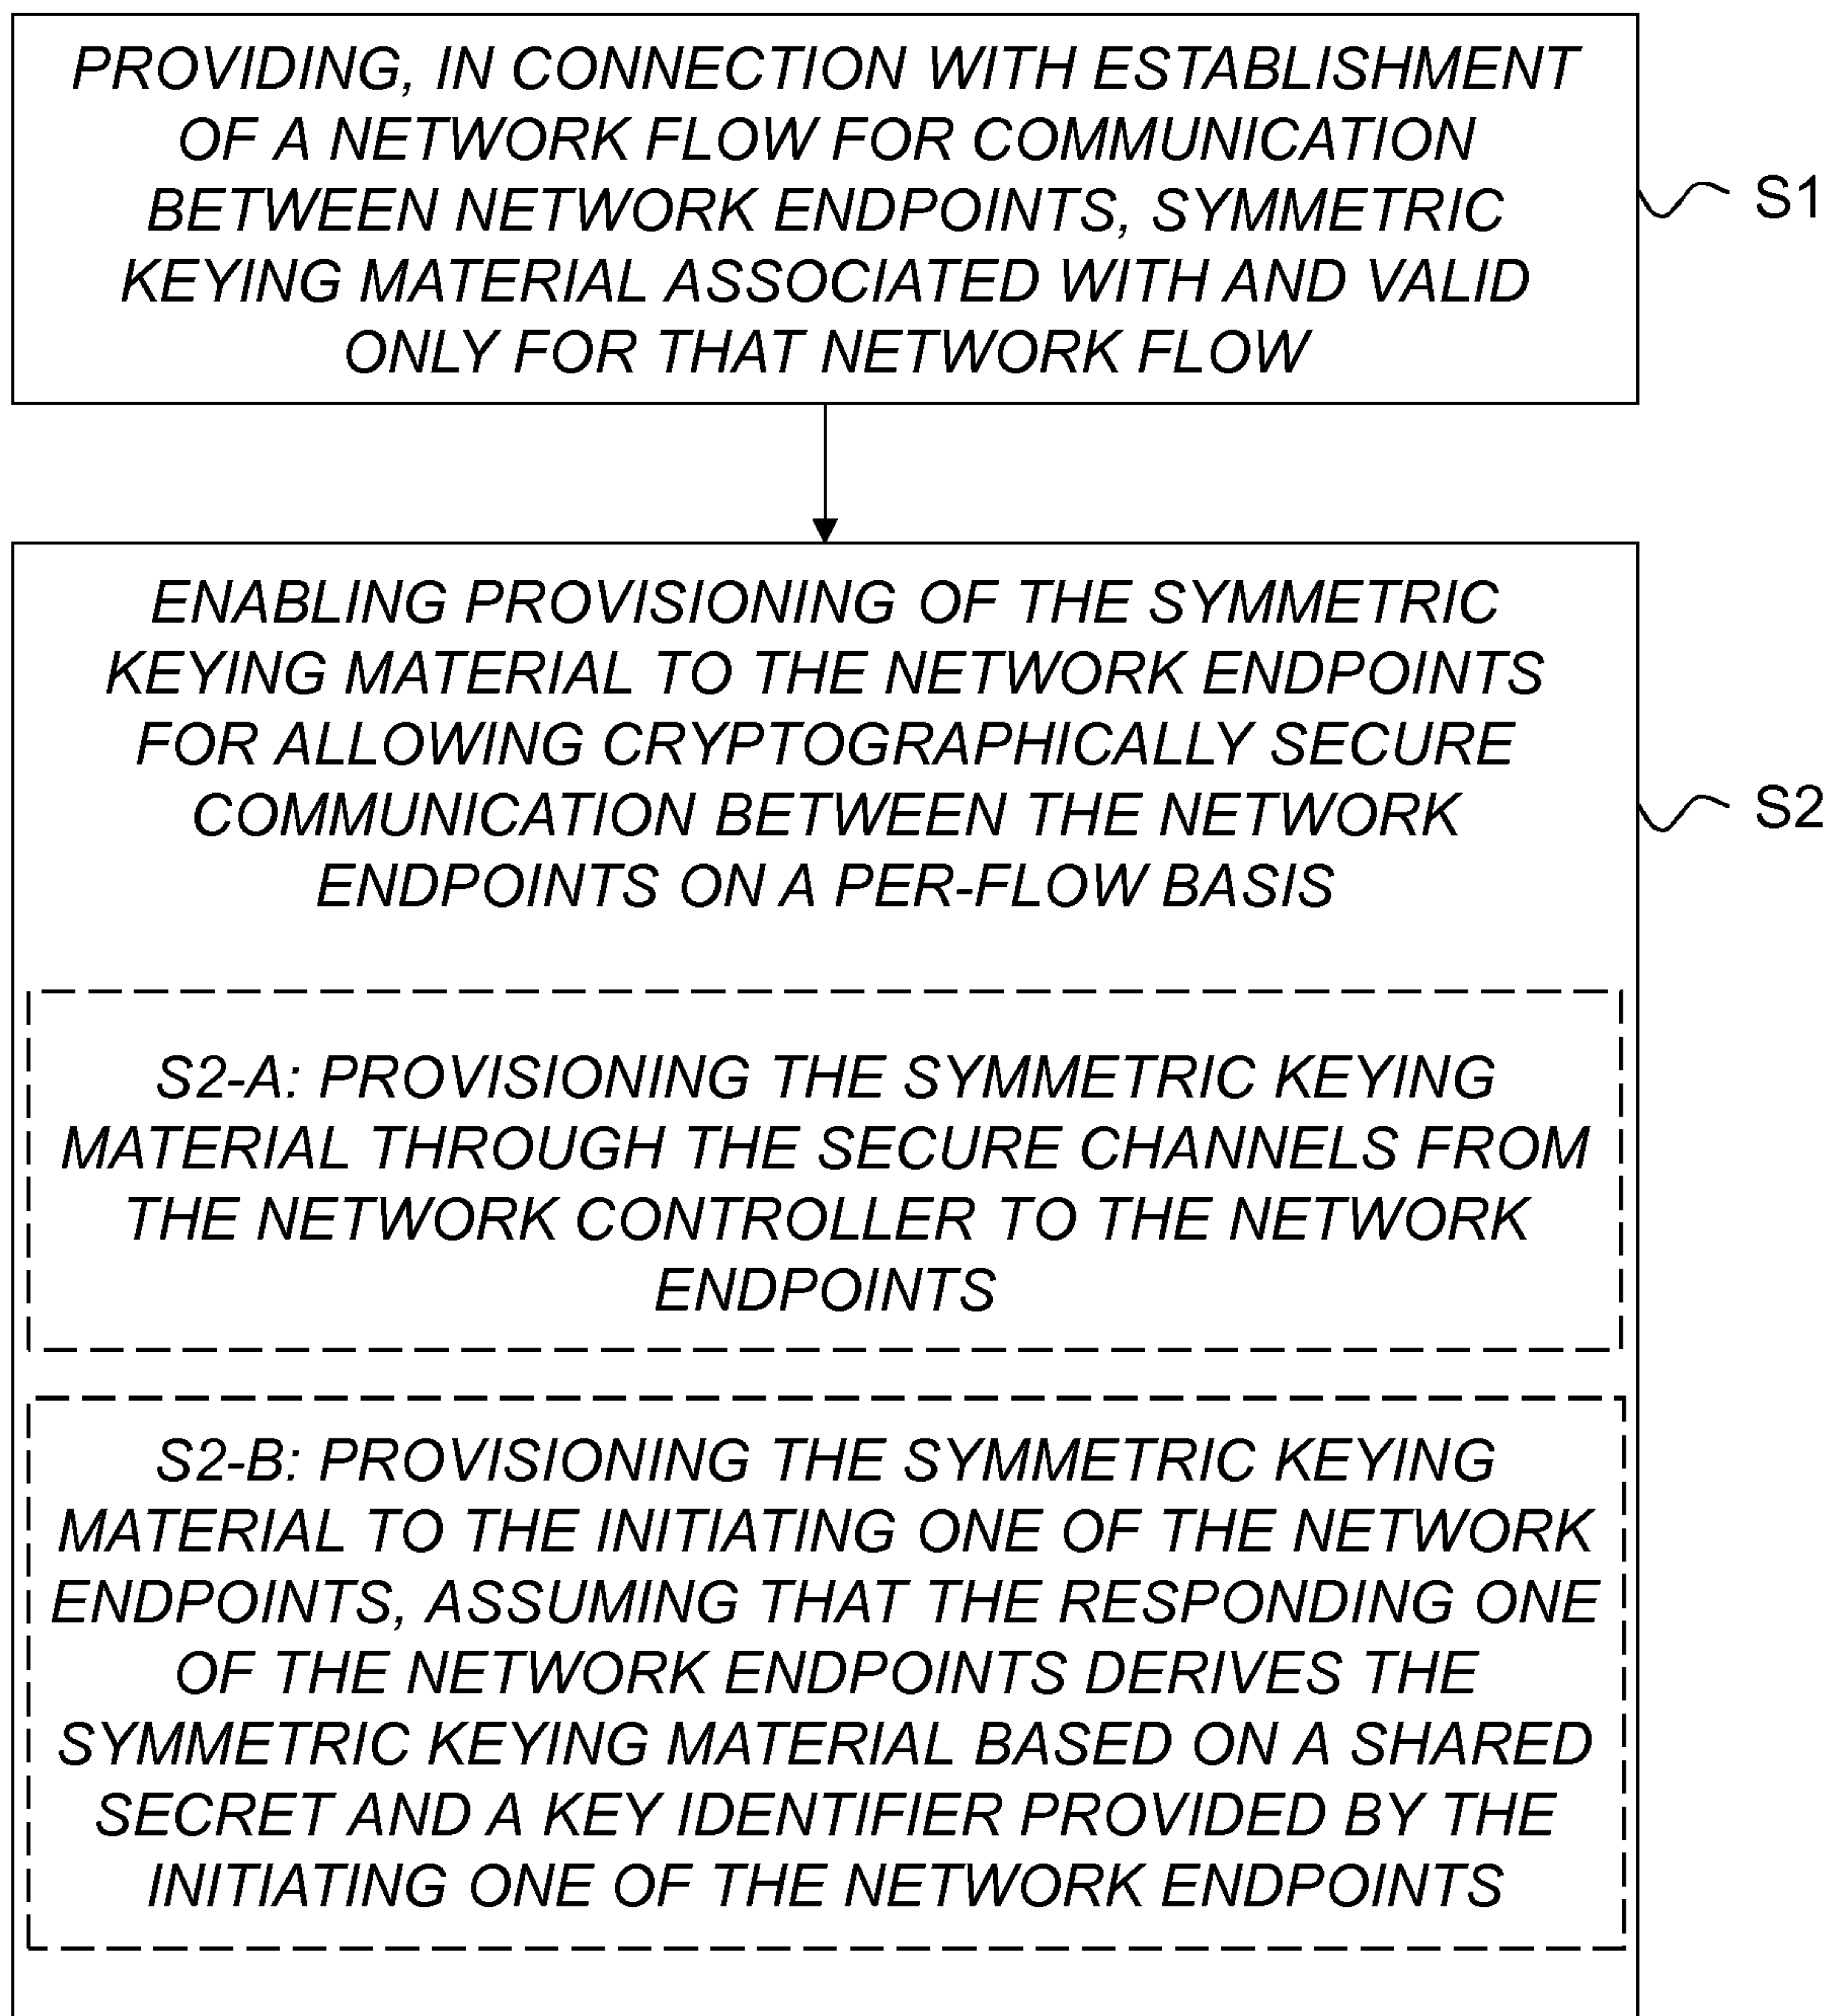 PROVIDING, IN CONNECTION WITH ESTABLISHMENT
OF A NETWORK FLOW FOR COMMUNICATION
BETWEEN NETWORK ENDPOINTS, SYMMETRIC
KEYING MATERIAL ASSOCIATED WITH AND VALID
ONLY FOR THAT NETWORK FLOW
S1
ENABLING PROVISIONING OF THE SYMMETRIC
KEYING MATERIAL TO THE NETWORK ENDPOINTS
FOR ALLOWING CRYPTOGRAPHICALLY SECURE
COMMUNICATION BETWEEN THE NETWORK
ENDPOINTS ON A PER-FLOW BASIS
S2
S2-A: PROVISIONING THE SYMMETRIC KEYING
MATERIAL THROUGH THE SECURE CHANNELS FROM
THE NETWORK CONTROLLER TO THE NETWORK
ENDPOINTS
S2-B: PROVISIONING THE SYMMETRIC KEYING
MATERIAL TO THE INITIATING ONE OF THE NETWORK
ENDPOINTS, ASSUMING THAT THE RESPONDING ONE
OF THE NETWORK ENDPOINTS DERIVES THE
SYMMETRIC KEYING MATERIAL BASED ON A SHARED
SECRET AND A KEY IDENTIFIER PROVIDED BY THE
INITIATING ONE OF THE NETWORK ENDPOINTS